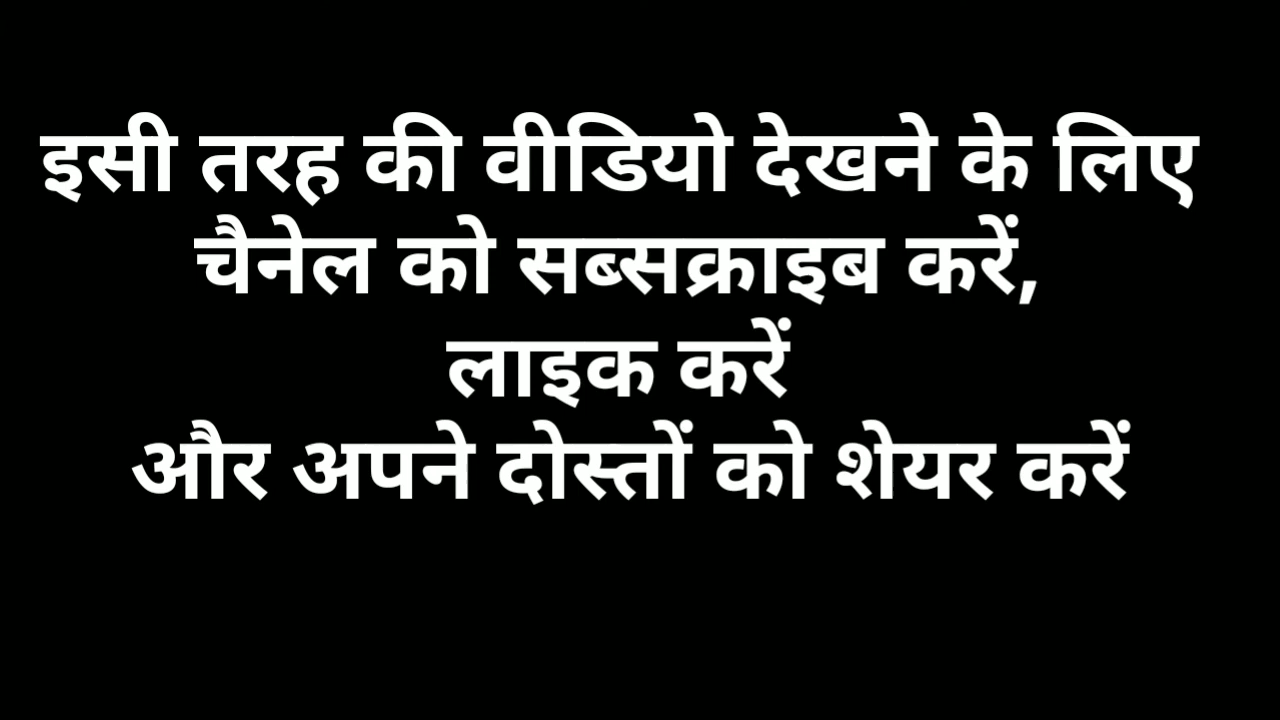 इसी तरह की वीडियो देखने के लिए
चैनेल को सब्सक्राइब करें,
लाइक करें
और अपने दोस्तों को शेयर करें